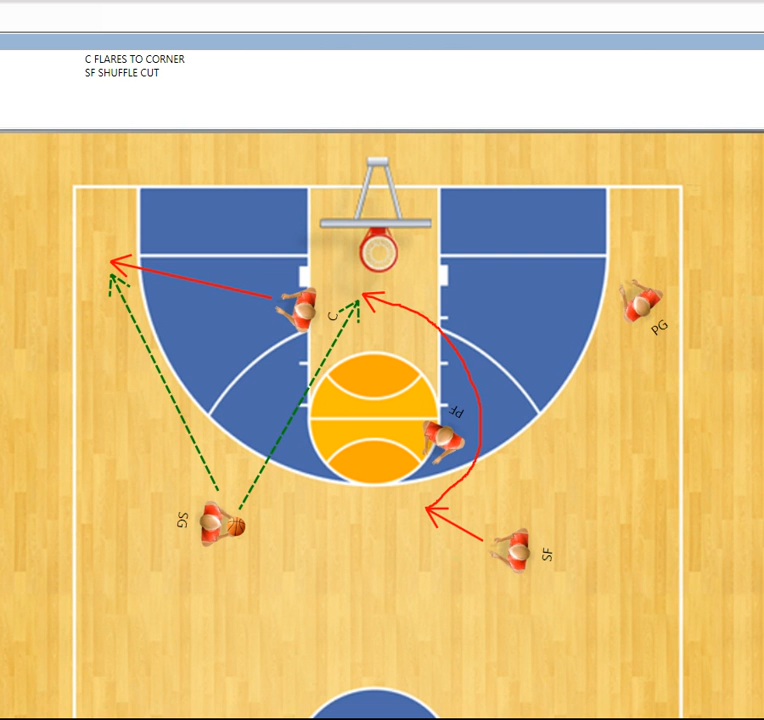 C FLARES TO CORNER
SF SHUFFLE CUT
C
PG
PF
SG
SF